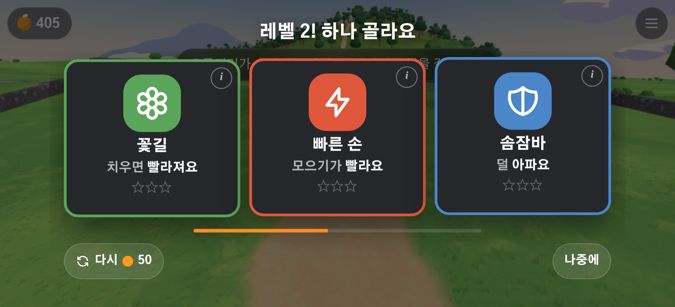 405
레벨 2! 하나 골라요
꽃길
치우면 빨라져요
빠른 손
모으기가 빨라요
솜잠바
덜 아파요
다시 50
나중에